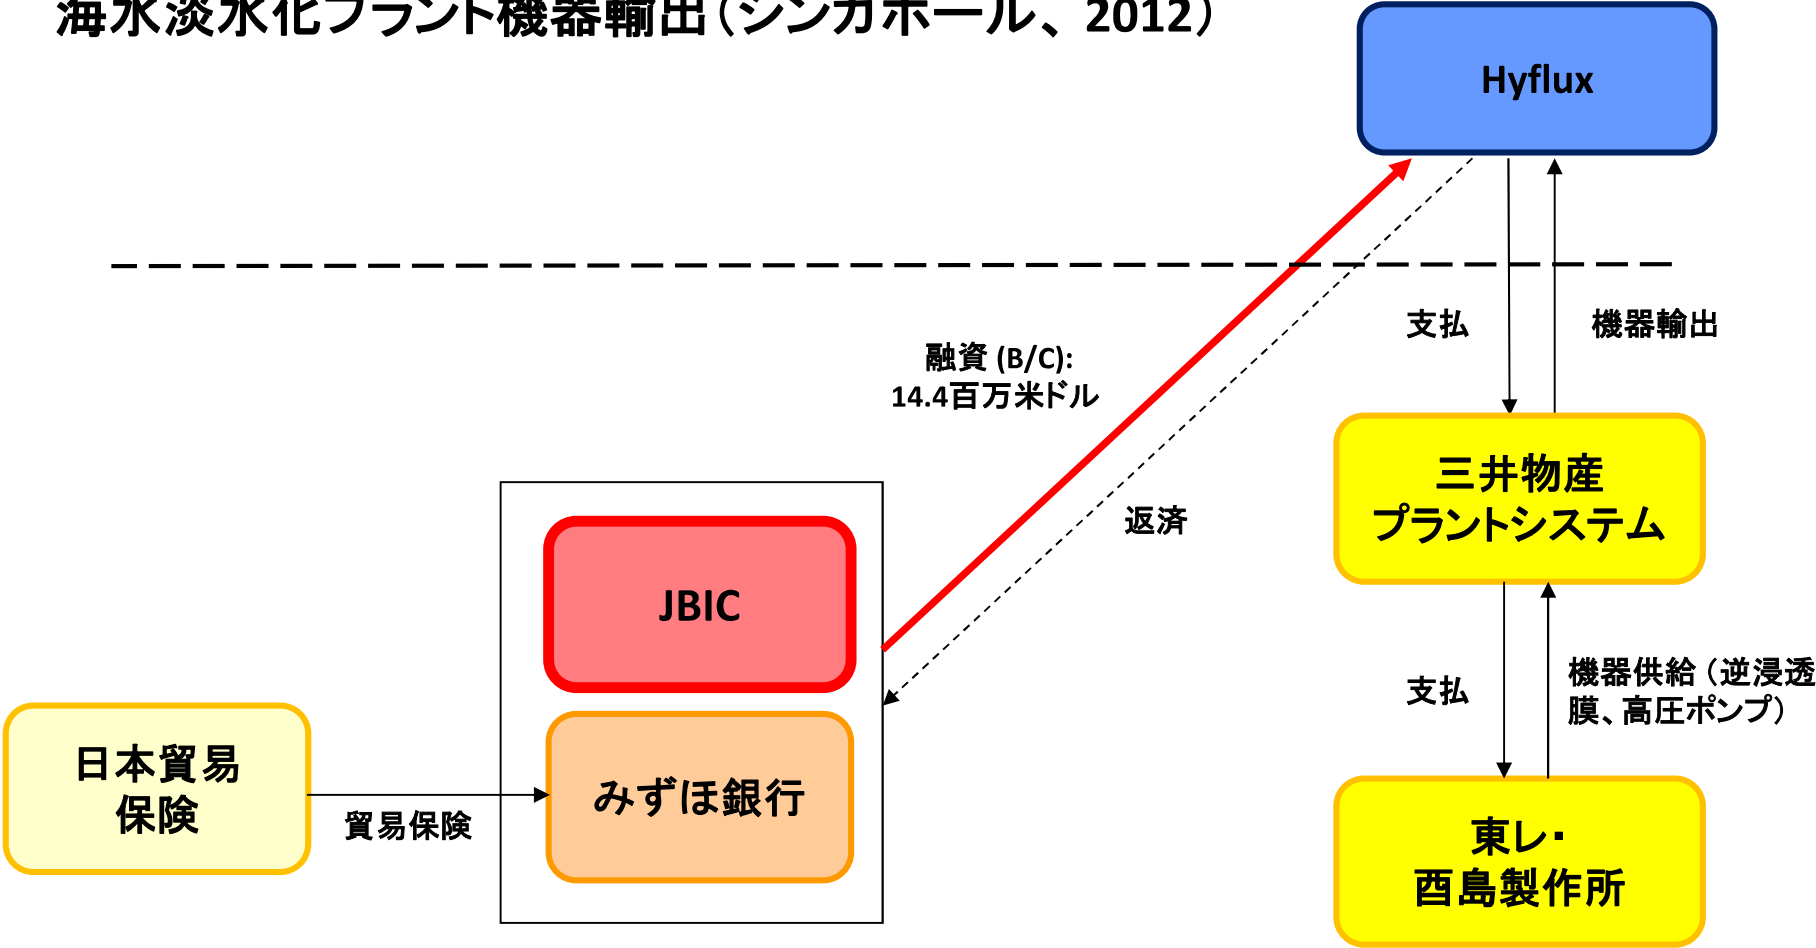 海水淡水化プラント機器輸出（シンガポール、2012）
Hyflux
支払
機器輸出
融資 (B/C):
14.4百万米ドル
三井物産
プラントシステム
返済
JBIC
支払
機器供給（逆浸透
膜、高圧ポンプ）
日本貿易
保険
貿易保険
みずほ銀行
東レ・
酉島製作所